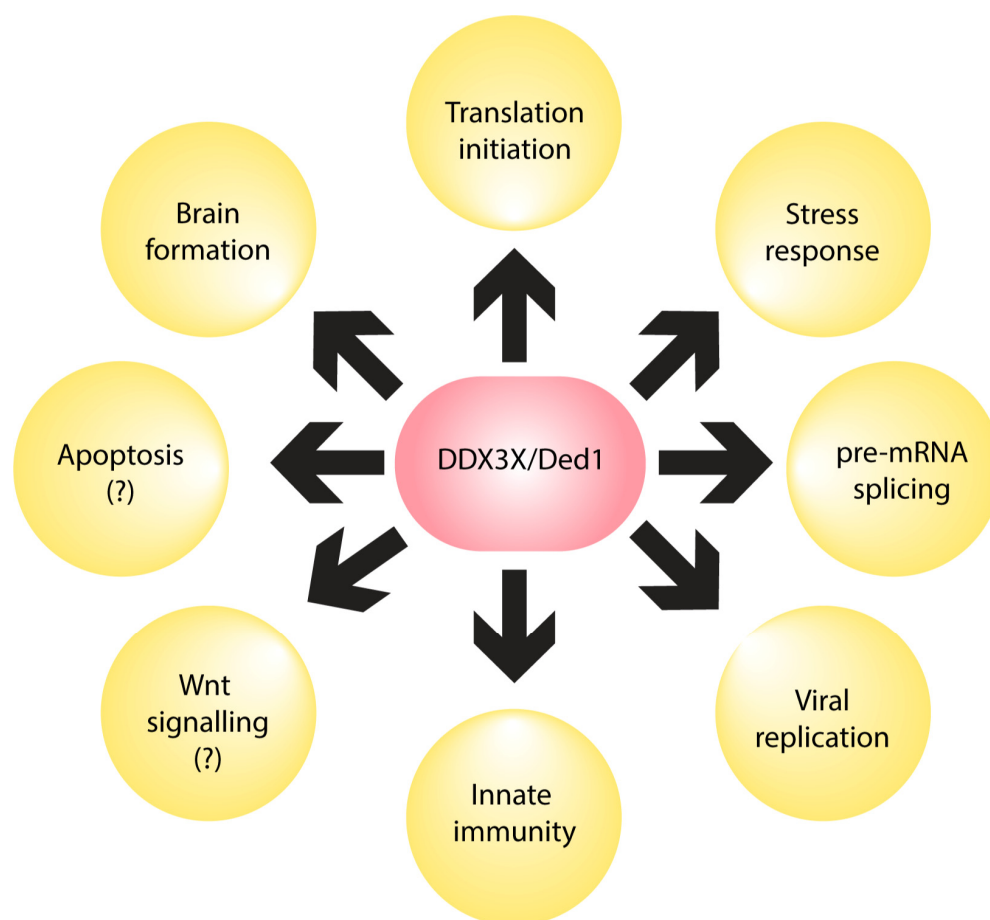 Translation
initiation
Brain
formation
Stress
response
Apoptosis
(?)
DDX3X/Ded1
pre-mRNA
splicing
Wnt
signalling
(?)
Viral
replication
Innate
immunity